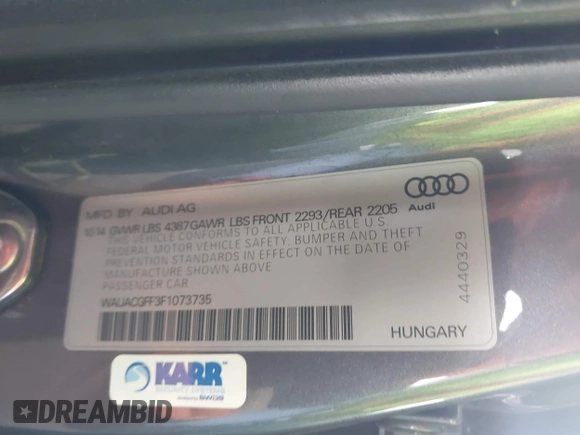 MFD. BY AUDI AG
10.14 GVWR LBS 4387 GAWR LBS FRONT 2293/REAR 2205
THIS VEHICLE CONFORMS TO ALL APPLICABLE U.S.
FEDERAL MOTOR VEHICLE SAFETY, BUMPER AND THEFT
PREVENTION STANDARDS IN EFFECT ON THE DATE OF
MANUFACTURE SHOWN ABOVE
PASSENGER CAR
WAUACGFF3F1073735
Audi
4440329
HUNGARY
KARR™
SECURITY SYSTEMS
SWDS
DREAMBID